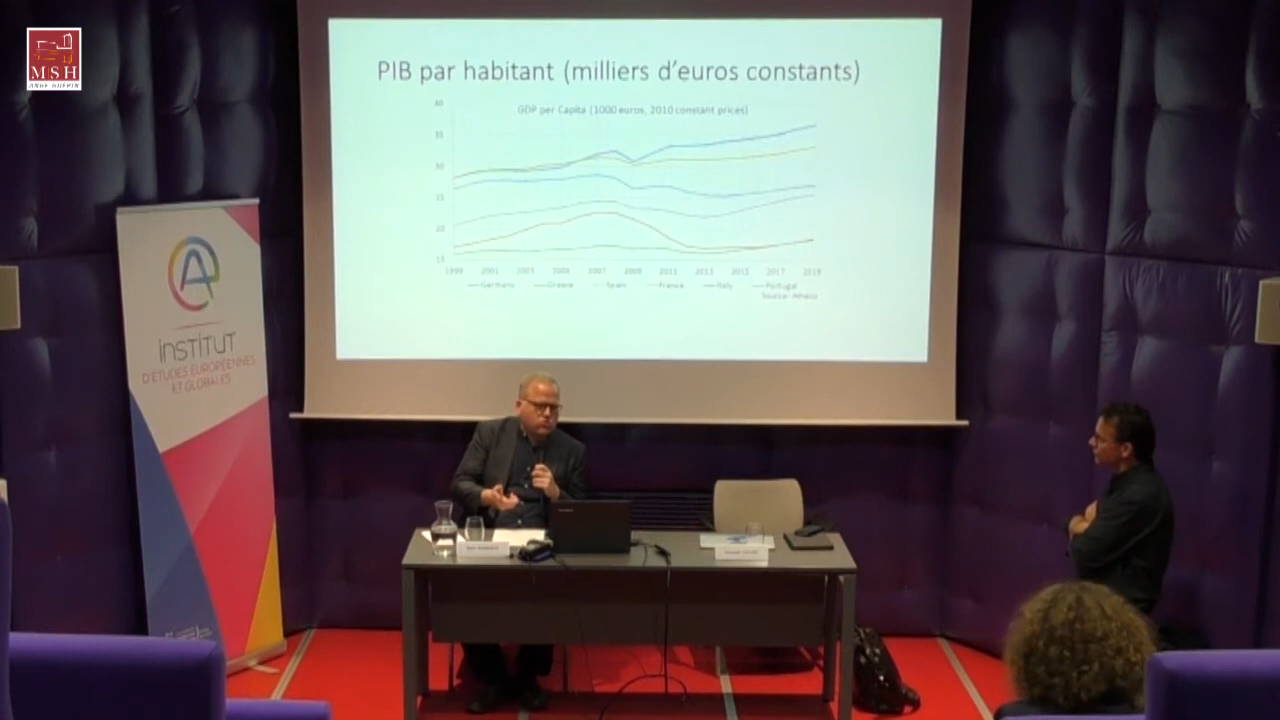 MSH
ANGE-GUÉPIN
PIB par habitant (milliers d'euros constants)
GDP per Capita (1000 euros, 2010 constant prices)
40
35
30
25
20
15
1999 2001 2003 2005 2007 2009 2011 2013 2015 2017 2019
Germany Greece Spain France Italy Portugal
Source: Ameco
INSTITUT
D'ÉTUDES EUROPÉENNES
ET GLOBALES